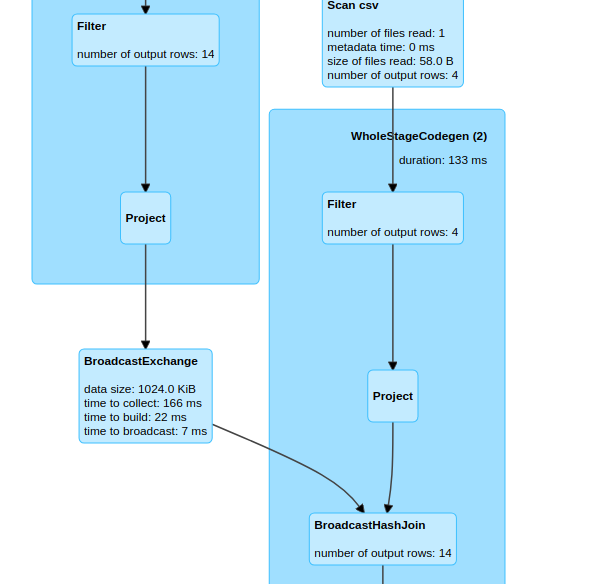 Filter
number of output rows: 14
Project
BroadcastExchange
data size: 1024.0 KiB
time to collect: 166 ms
time to build: 22 ms
time to broadcast: 7 ms
Scan csv
number of files read: 1
metadata time: 0 ms
size of files read: 58.0 B
number of output rows: 4
WholeStageCodegen (2)
duration: 133 ms
Filter
number of output rows: 4
Project
BroadcastHashJoin
number of output rows: 14